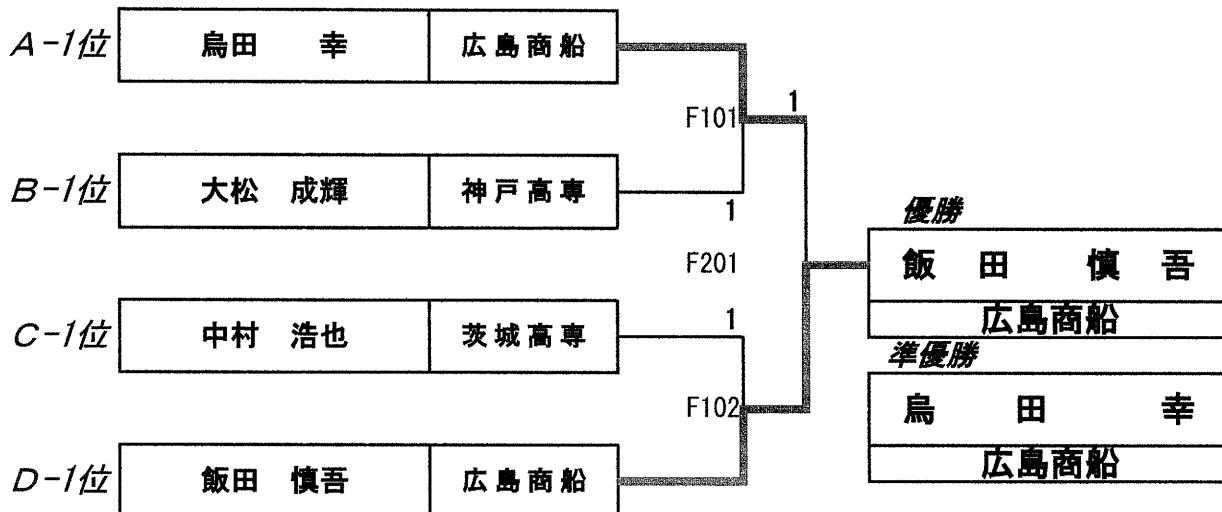 A-1位 烏田 幸 広島商船
1
F101
B-1位 大松 成輝 神戸高専
1
優勝
F201
飯田 慎吾
広島商船
1
C-1位 中村 浩也 茨城高専
準優勝
F102
烏田 幸
広島商船
D-1位 飯田 慎吾 広島商船